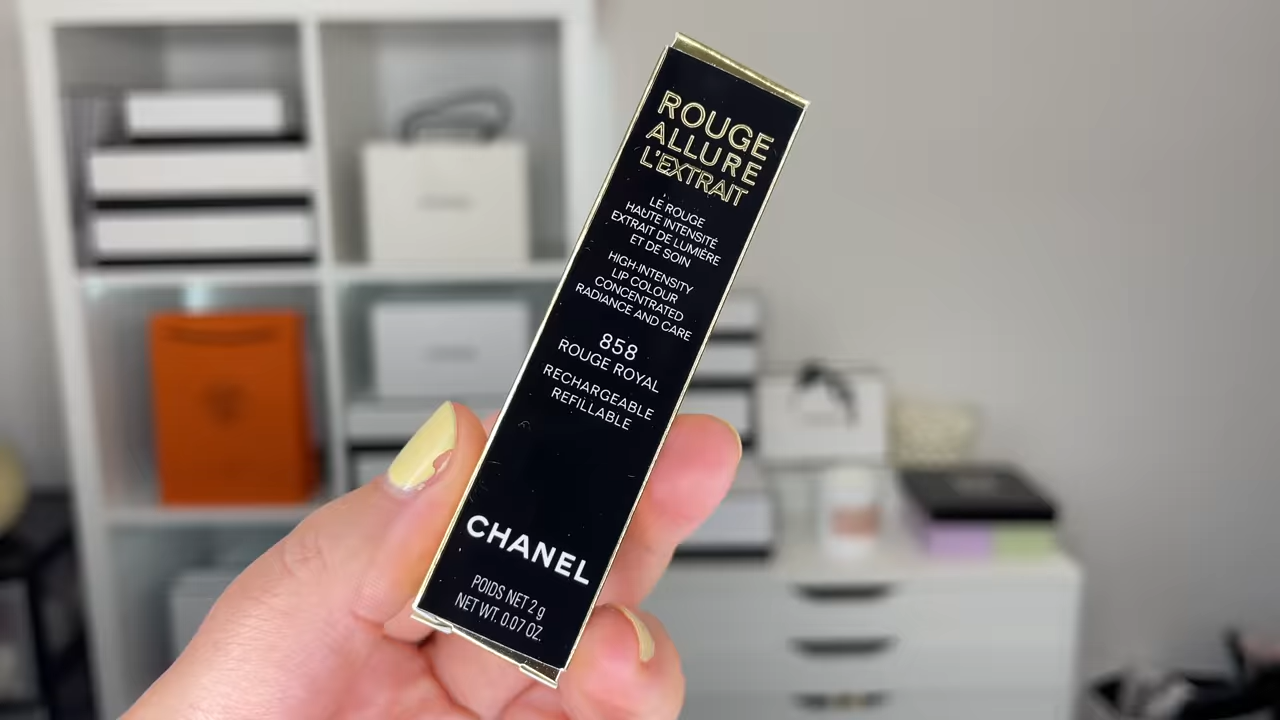 ROUGE
ALLURE
L'EXTRAIT
LE ROUGE
HAUTE INTENSITÉ
EXTRAIT DE LUMIÈRE
ET DE SOIN
HIGH-INTENSITY
LIP COLOUR
CONCENTRATED
RADIANCE AND CARE
858
ROUGE ROYAL
RECHARGEABLE
REFILLABLE
CHANEL
POIDS NET 2 g
NET WT. 0.07 OZ.